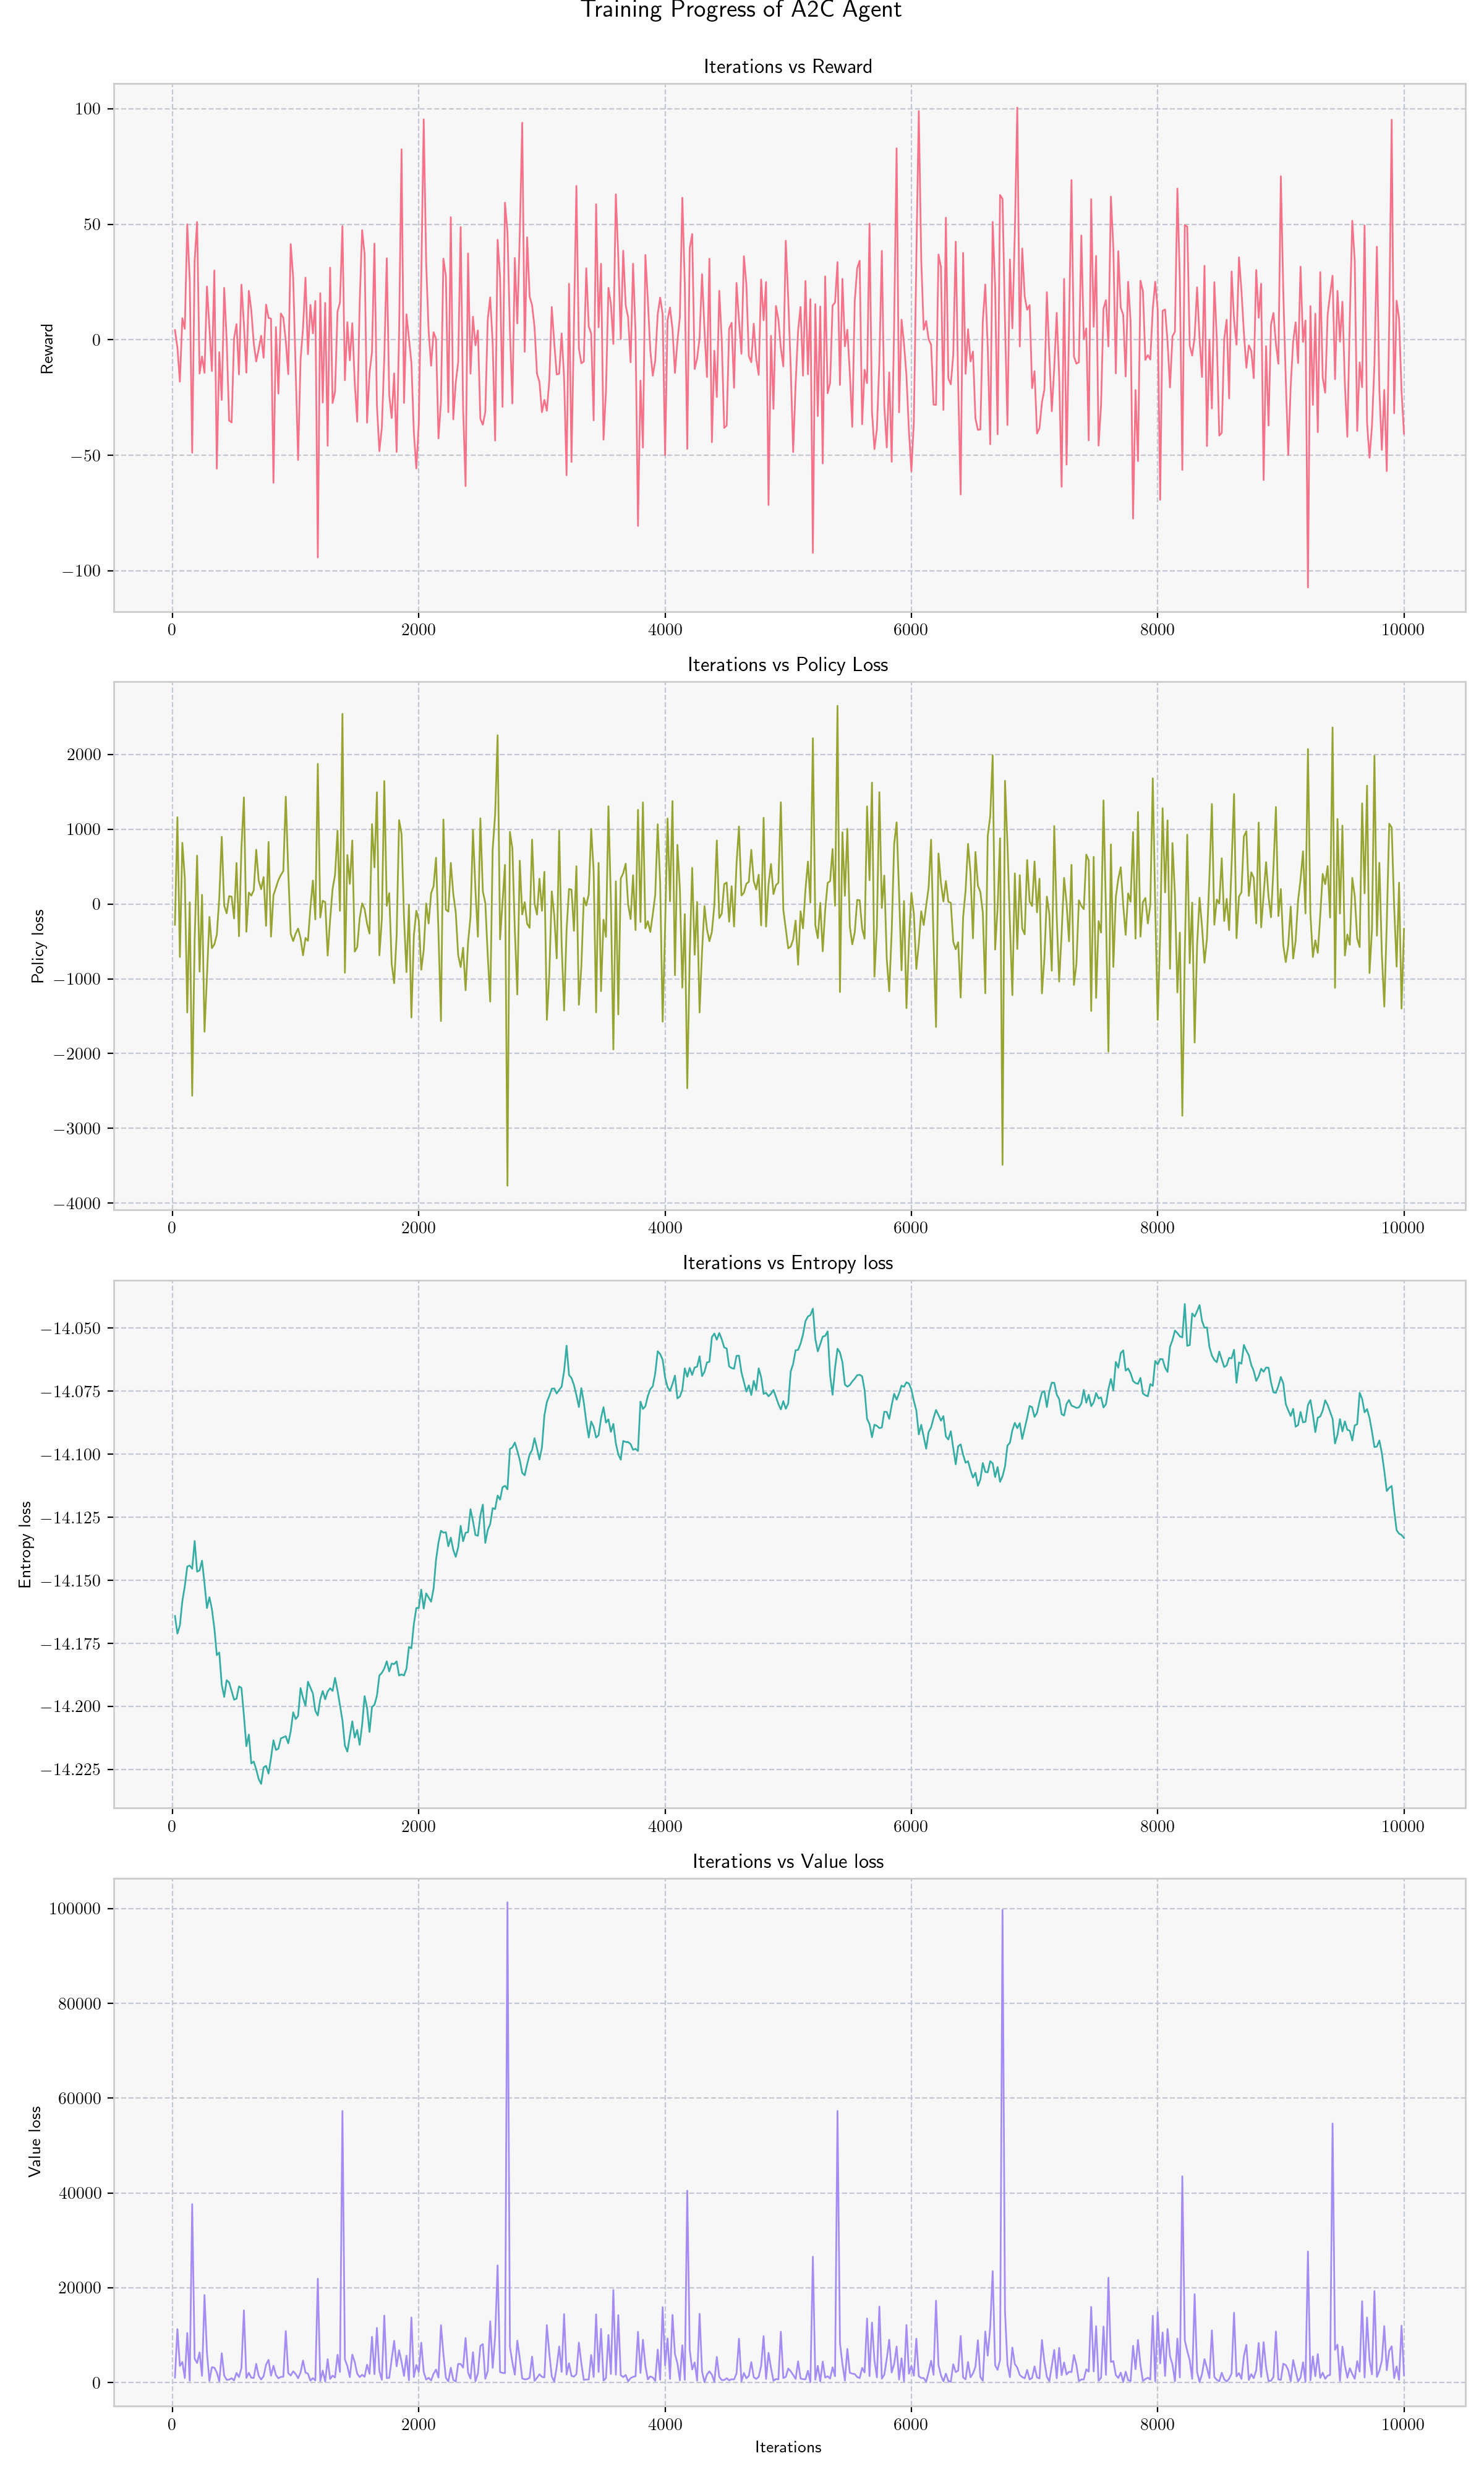 Training Progress of A2C Agent
Iterations vs Reward
Reward
100
50
0
−50
−100
0 2000 4000 6000 8000 10000
Iterations vs Policy Loss
Policy loss
2000
1000
0
−1000
−2000
−3000
−4000
0 2000 4000 6000 8000 10000
Iterations vs Entropy loss
Entropy loss
−14.050
−14.075
−14.100
−14.125
−14.150
−14.175
−14.200
−14.225
0 2000 4000 6000 8000 10000
Iterations vs Value loss
Value loss
100000
80000
60000
40000
20000
0
0 2000 4000 6000 8000 10000
Iterations